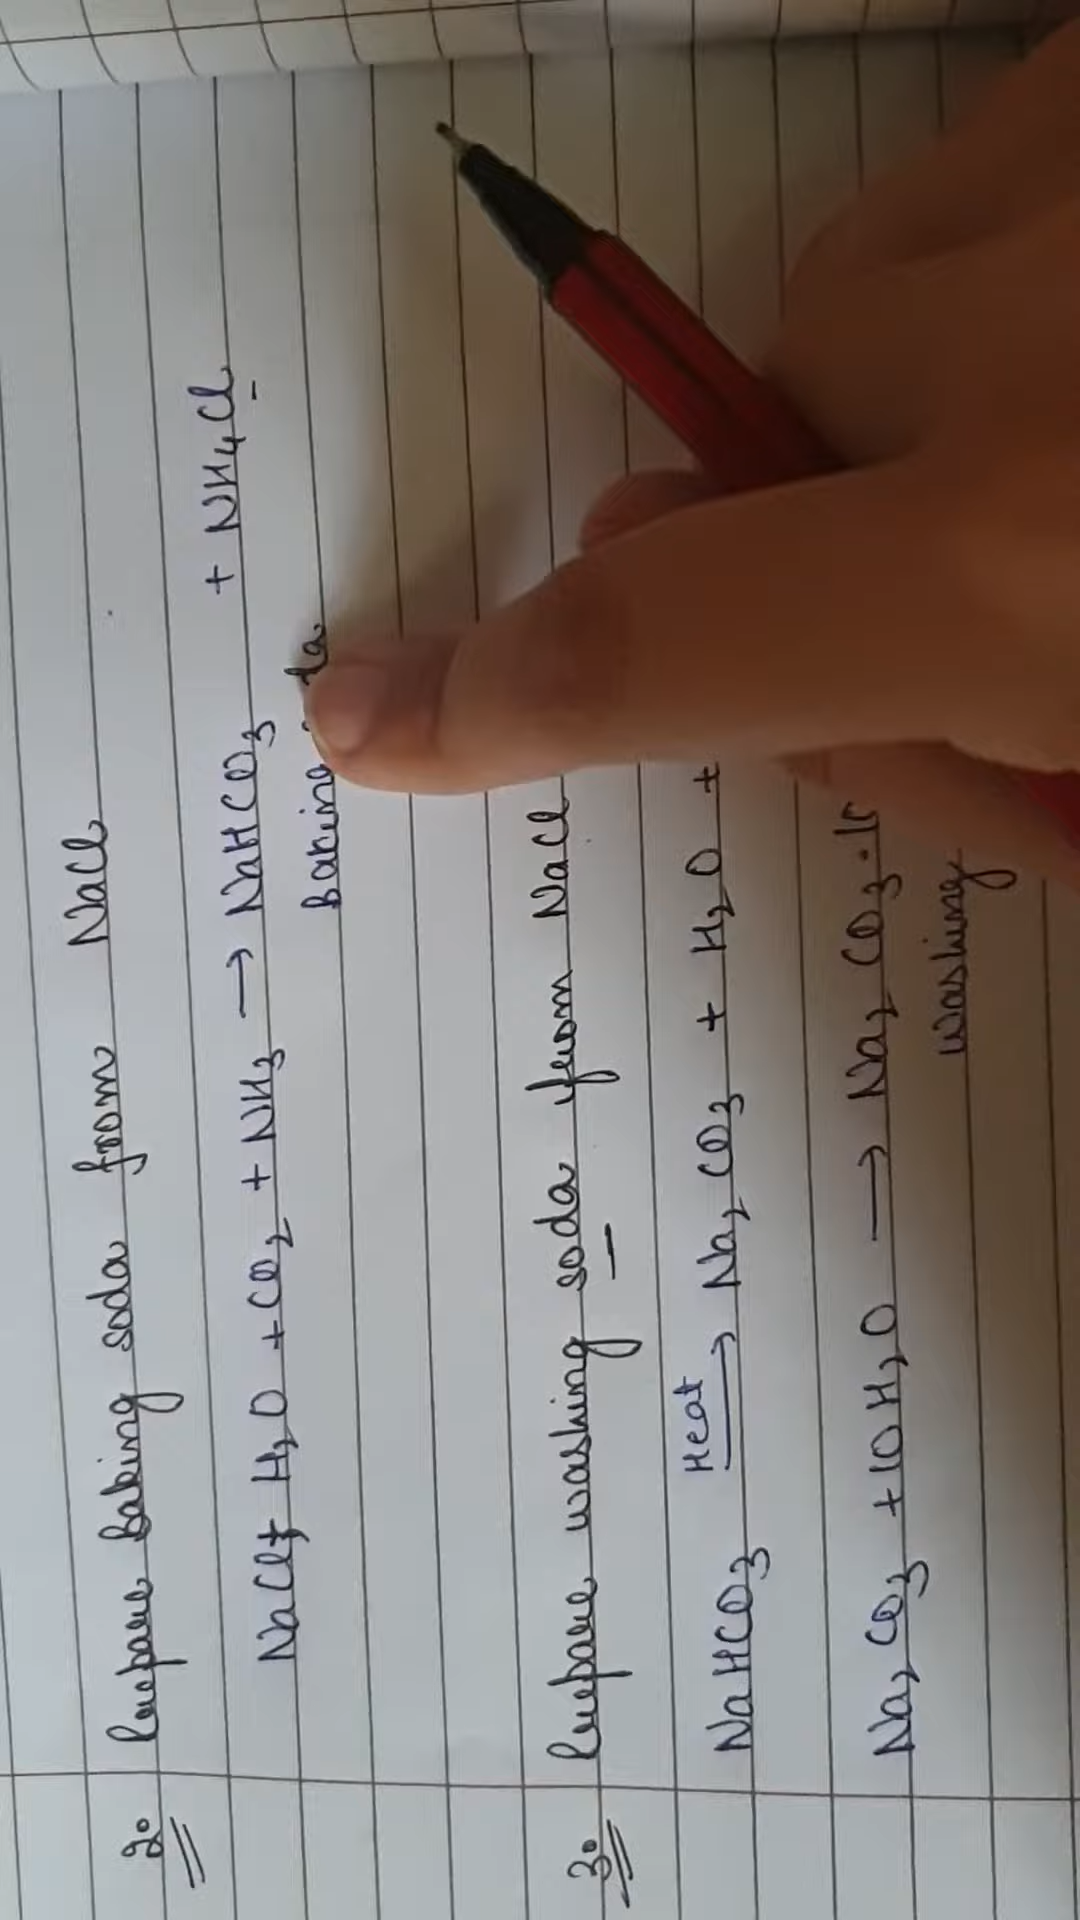 2. Prepare Baking soda from NaCl
NaCl + H₂O + CO₂ + NH₃ → NaHCO₃ + NH₄Cl
Baking
3. Prepare washing soda from NaCl
Heat
NaHCO₃ → Na₂CO₃ + H₂O +
Na₂CO₃ + 10H₂O → Na₂CO₃·1
washing